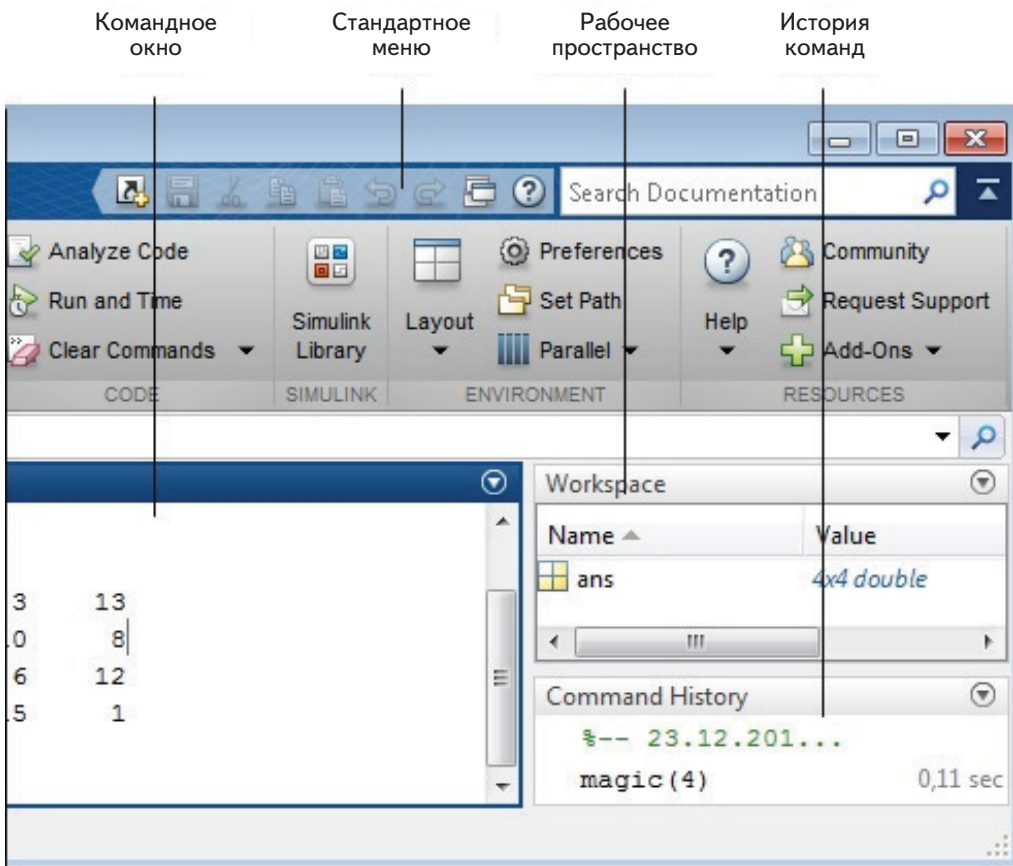 Командное окно
Стандартное меню
Рабочее пространство
История команд
Search Documentation
Analyze Code
Run and Time
Clear Commands
CODE
Simulink Library
SIMULINK
Layout
Preferences
Set Path
Parallel
ENVIRONMENT
Help
Community
Request Support
Add-Ons
RESOURCES
3 13
0 8
6 12
5 1
Workspace
Name Value
ans 4x4 double
Command History
%-- 23.12.201...
magic(4) 0,11 sec